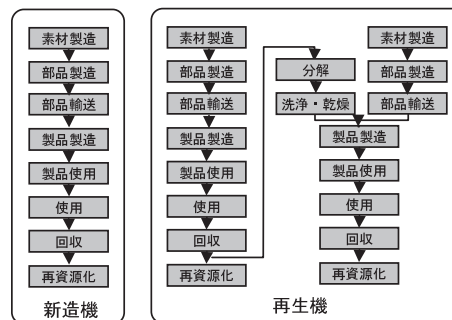 素材製造
部品製造
部品輸送
製品製造
製品使用
使用
回収
再資源化
新造機
素材製造
部品製造
部品輸送
製品製造
製品使用
使用
回収
再資源化
分解
洗浄・乾燥
素材製造
部品製造
部品輸送
製品製造
製品使用
使用
回収
再資源化
再生機